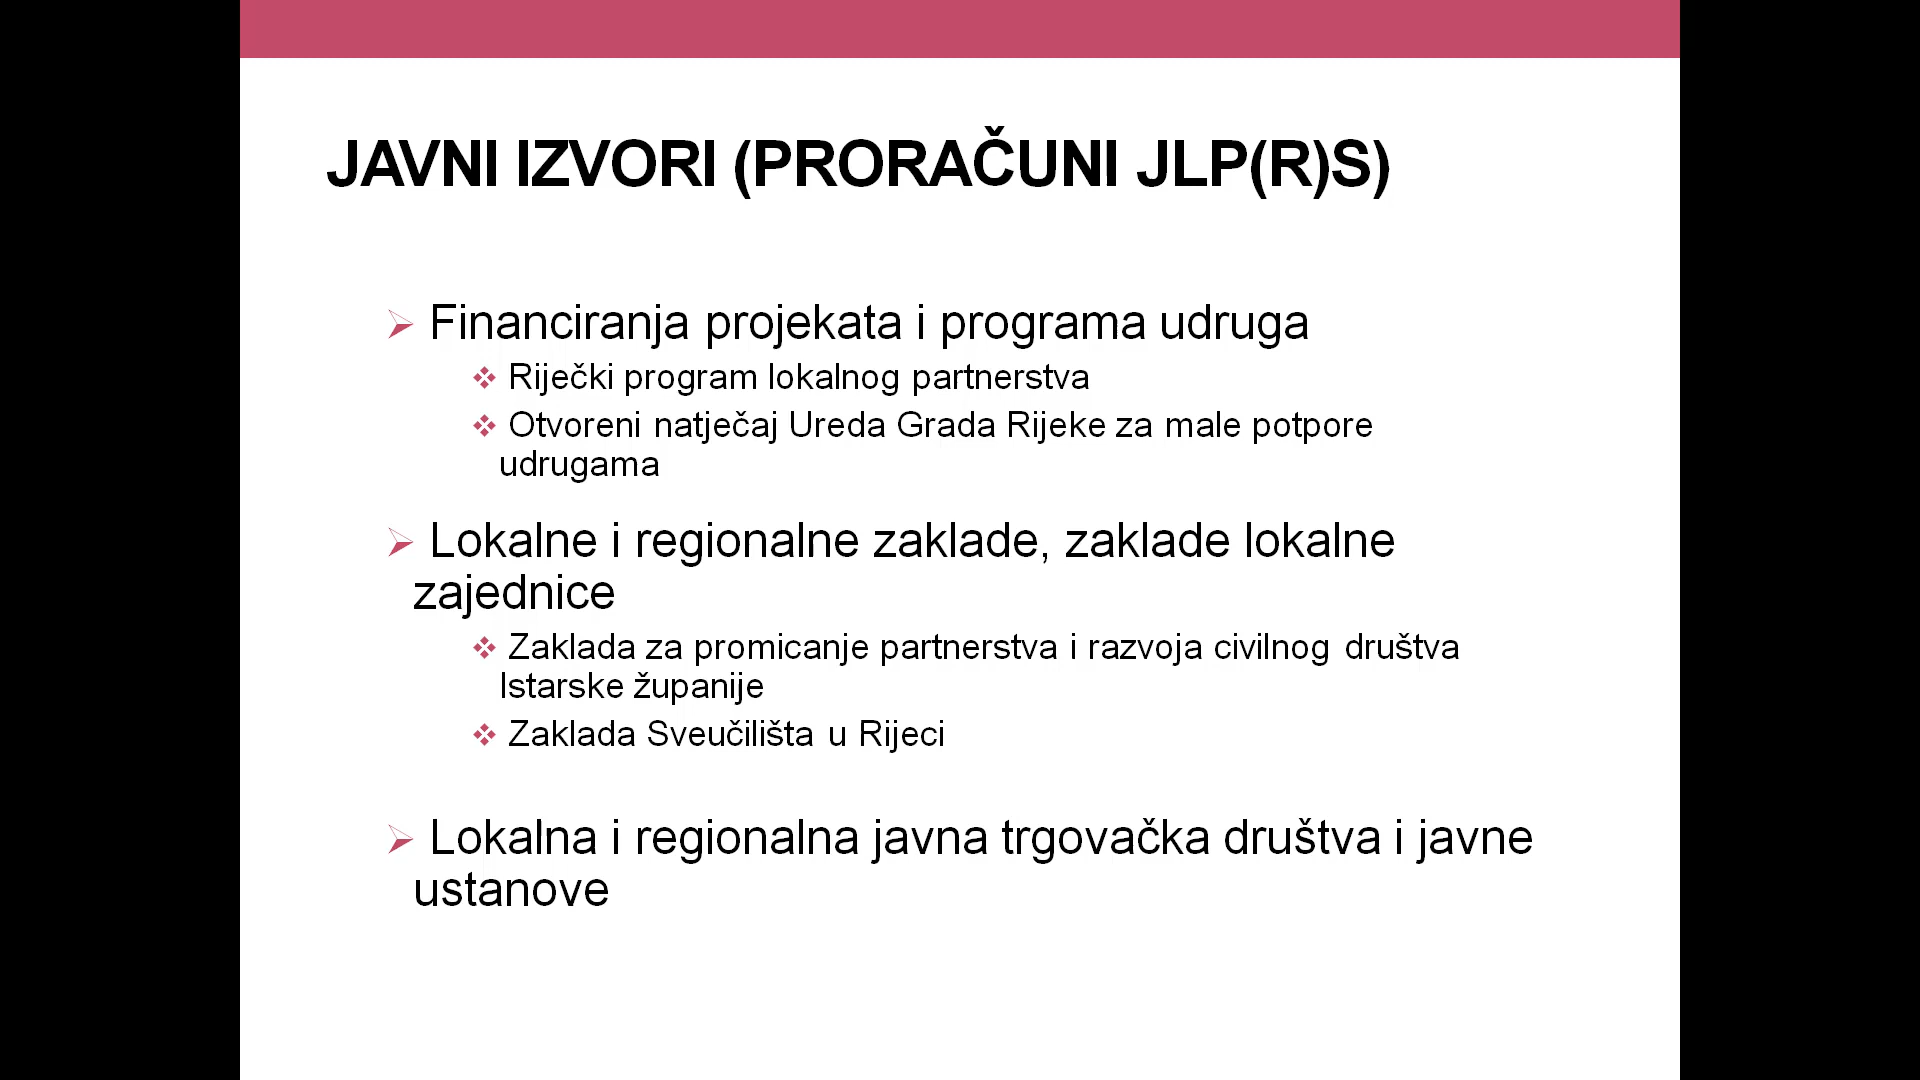 JAVNI IZVORI (PRORAČUNI JLP(R)S)
Financiranja projekata i programa udruga
Riječki program lokalnog partnerstva
Otvoreni natječaj Ureda Grada Rijeke za male potpore
udrugama
Lokalne i regionalne zaklade, zaklade lokalne
zajednice
Zaklada za promicanje partnerstva i razvoja civilnog društva
Istarske županije
Zaklada Sveučilišta u Rijeci
Lokalna i regionalna javna trgovačka društva i javne
ustanove